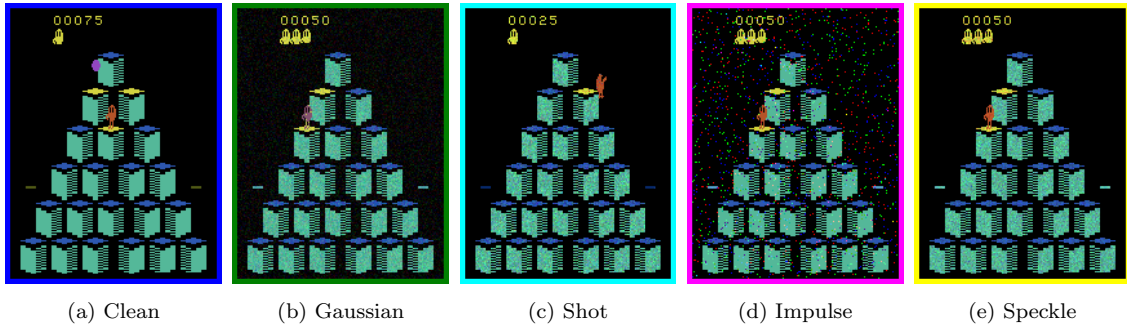 00075
00050
00025
00050
00050
(a) Clean
(b) Gaussian
(c) Shot
(d) Impulse
(e) Speckle